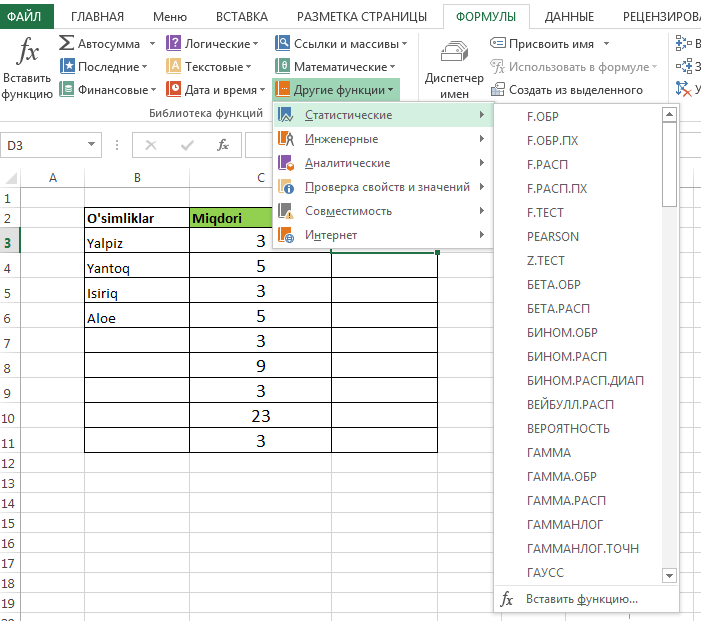 ФАЙЛ ГЛАВНАЯ Меню ВСТАВКА РАЗМЕТКА СТРАНИЦЫ ФОРМУЛЫ ДАННЫЕ РЕЦЕНЗИРОВА
fx Вставить функцию
Σ Автосумма
Последние
Финансовые
? Логические
A Текстовые
Дата и время
Ссылки и массивы
θ Математические
Другие функции
Библиотека функций
Диспетчер имен
Присвоить имя
fx Использовать в формуле
Создать из выделенного
В
З
У
D3 fx
Статистические
Инженерные
Аналитические
Проверка свойств и значений
Совместимость
Интернет
F.ОБР
F.ОБР.ПХ
F.РАСП
F.РАСП.ПХ
F.ТЕСТ
PEARSON
Z.ТЕСТ
БЕТА.ОБР
БЕТА.РАСП
БИНОМ.ОБР
БИНОМ.РАСП
БИНОМ.РАСП.ДИАП
ВЕЙБУЛЛ.РАСП
ВЕРОЯТНОСТЬ
ГАММА
ГАММА.ОБР
ГАММА.РАСП
ГАММАНЛОГ
ГАММАНЛОГ.ТОЧН
ГАУСС
fx Вставить функцию...
A B C
1
2 O'simliklar Miqdori
3 Yalpiz 3
4 Yantoq 5
5 Isiriq 3
6 Aloe 5
7 3
8 9
9 3
10 23
11 3
12
13
14
15
16
17
18
19